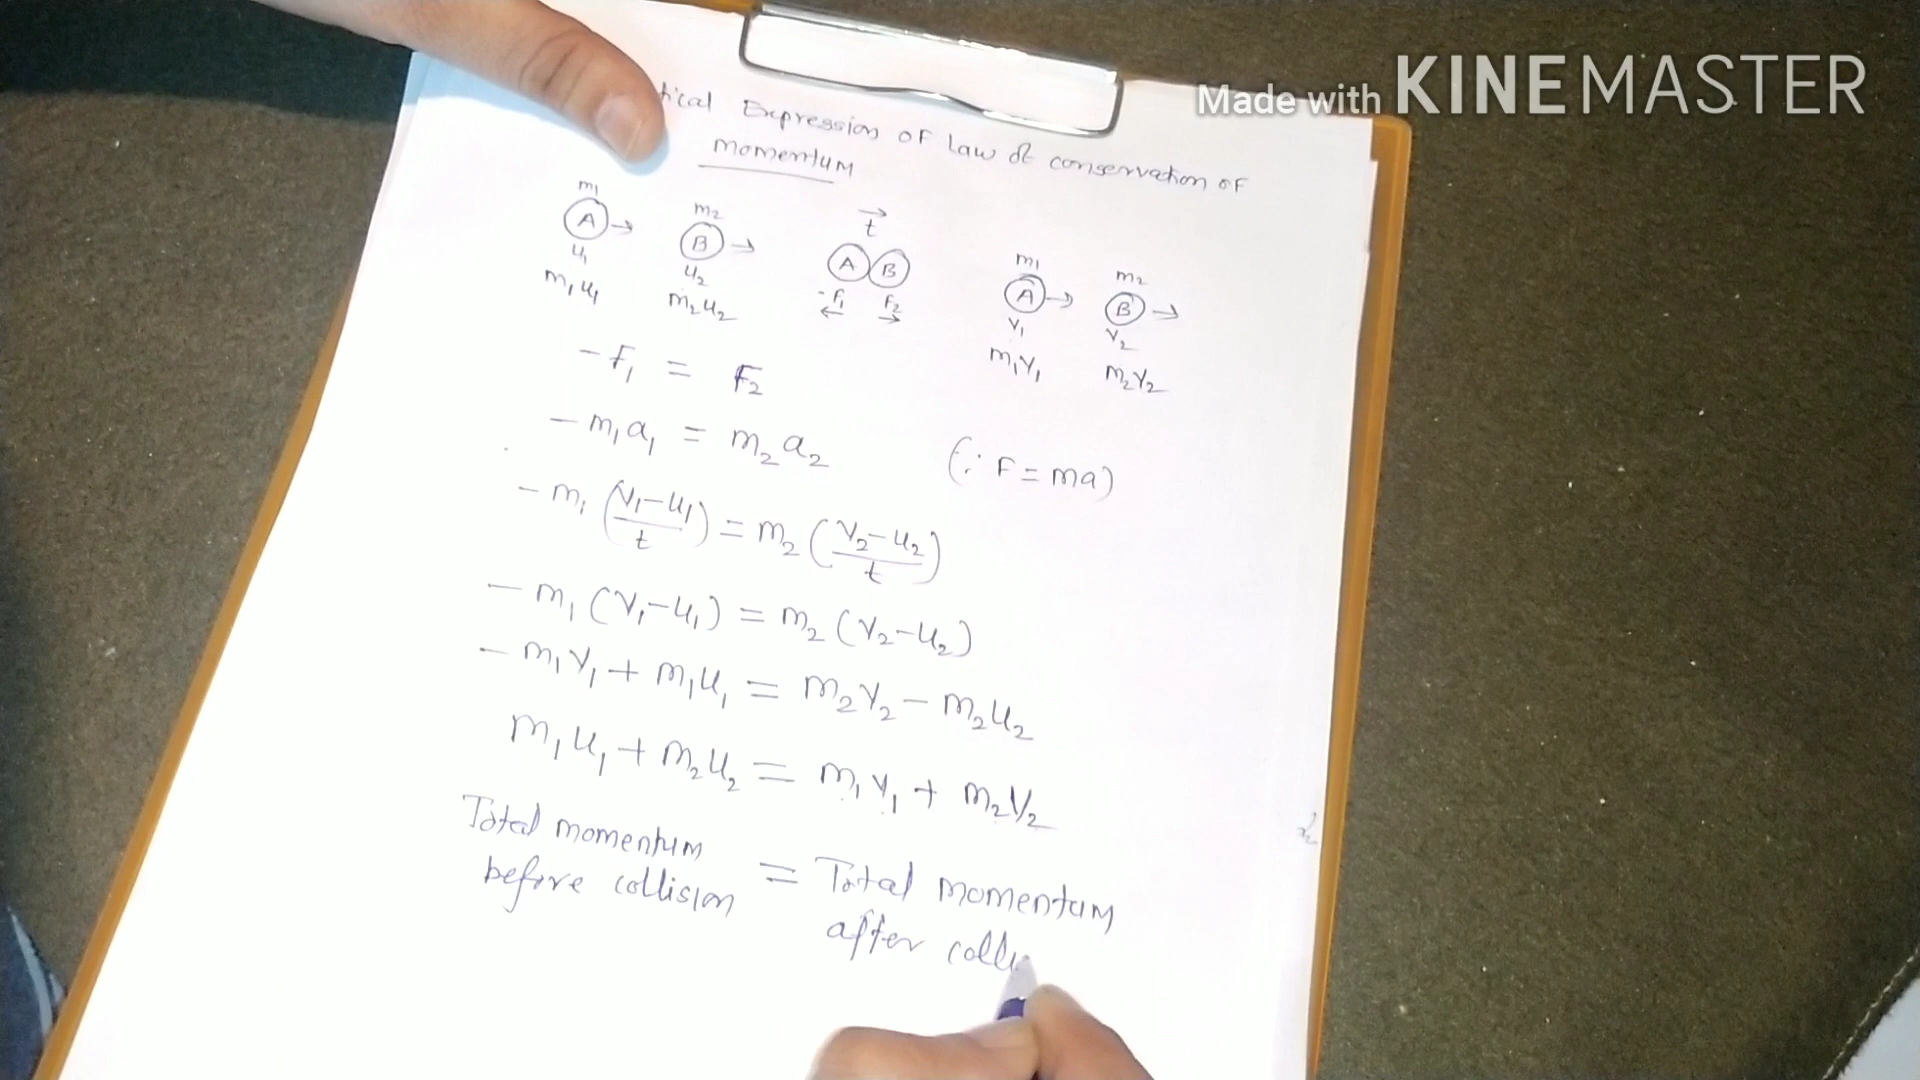 Made with KINEMASTER
tical Expression OF Law of conservation OF
momentum
m₁ m₂ t m₁ m₂
A → B → A B A → B →
u₁ u₂ -F₁ F₂ v₁ v₂
m₁u₁ m₂u₂ m₁v₁ m₂v₂
-F₁ = F₂
-m₁a₁ = m₂a₂ (∵ F = ma)
-m₁ (v₁-u₁/t) = m₂ (v₂-u₂/t)
-m₁ (v₁-u₁) = m₂ (v₂-u₂)
-m₁v₁ + m₁u₁ = m₂v₂ - m₂u₂
m₁u₁ + m₂u₂ = m₁v₁ + m₂v₂
Total momentum before collision = Total momentum
after colli